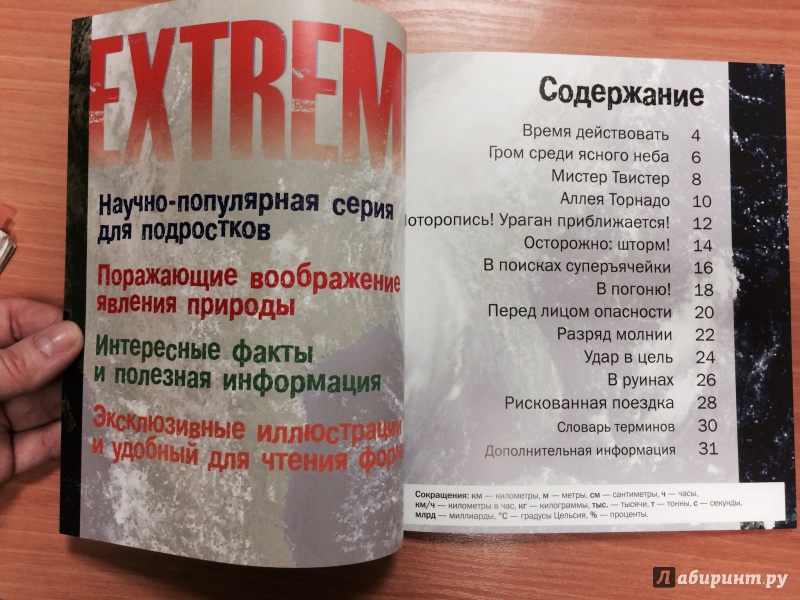 EXTREM
Научно-популярная серия
для подростков
Поражающие воображение
явления природы
Интересные факты
и полезная информация
Эксклюзивные иллюстрации
и удобный для чтения форм
Содержание
Время действовать 4
Гром среди ясного неба 6
Мистер Твистер 8
Аллея Торнадо 10
Поторопись! Ураган приближается! 12
Осторожно: шторм! 14
В поисках суперъячейки 16
В погоню! 18
Перед лицом опасности 20
Разряд молнии 22
Удар в цель 24
В руинах 26
Рискованная поездка 28
Словарь терминов 30
Дополнительная информация 31
Сокращения: км — километры, м — метры, см — сантиметры, ч — часы,
км/ч — километры в час, кг — килограммы, тыс. — тысячи, т — тонны, с — секунды,
млрд — миллиарды, °С — градусы Цельсия, % — проценты.
Лабиринт.ру